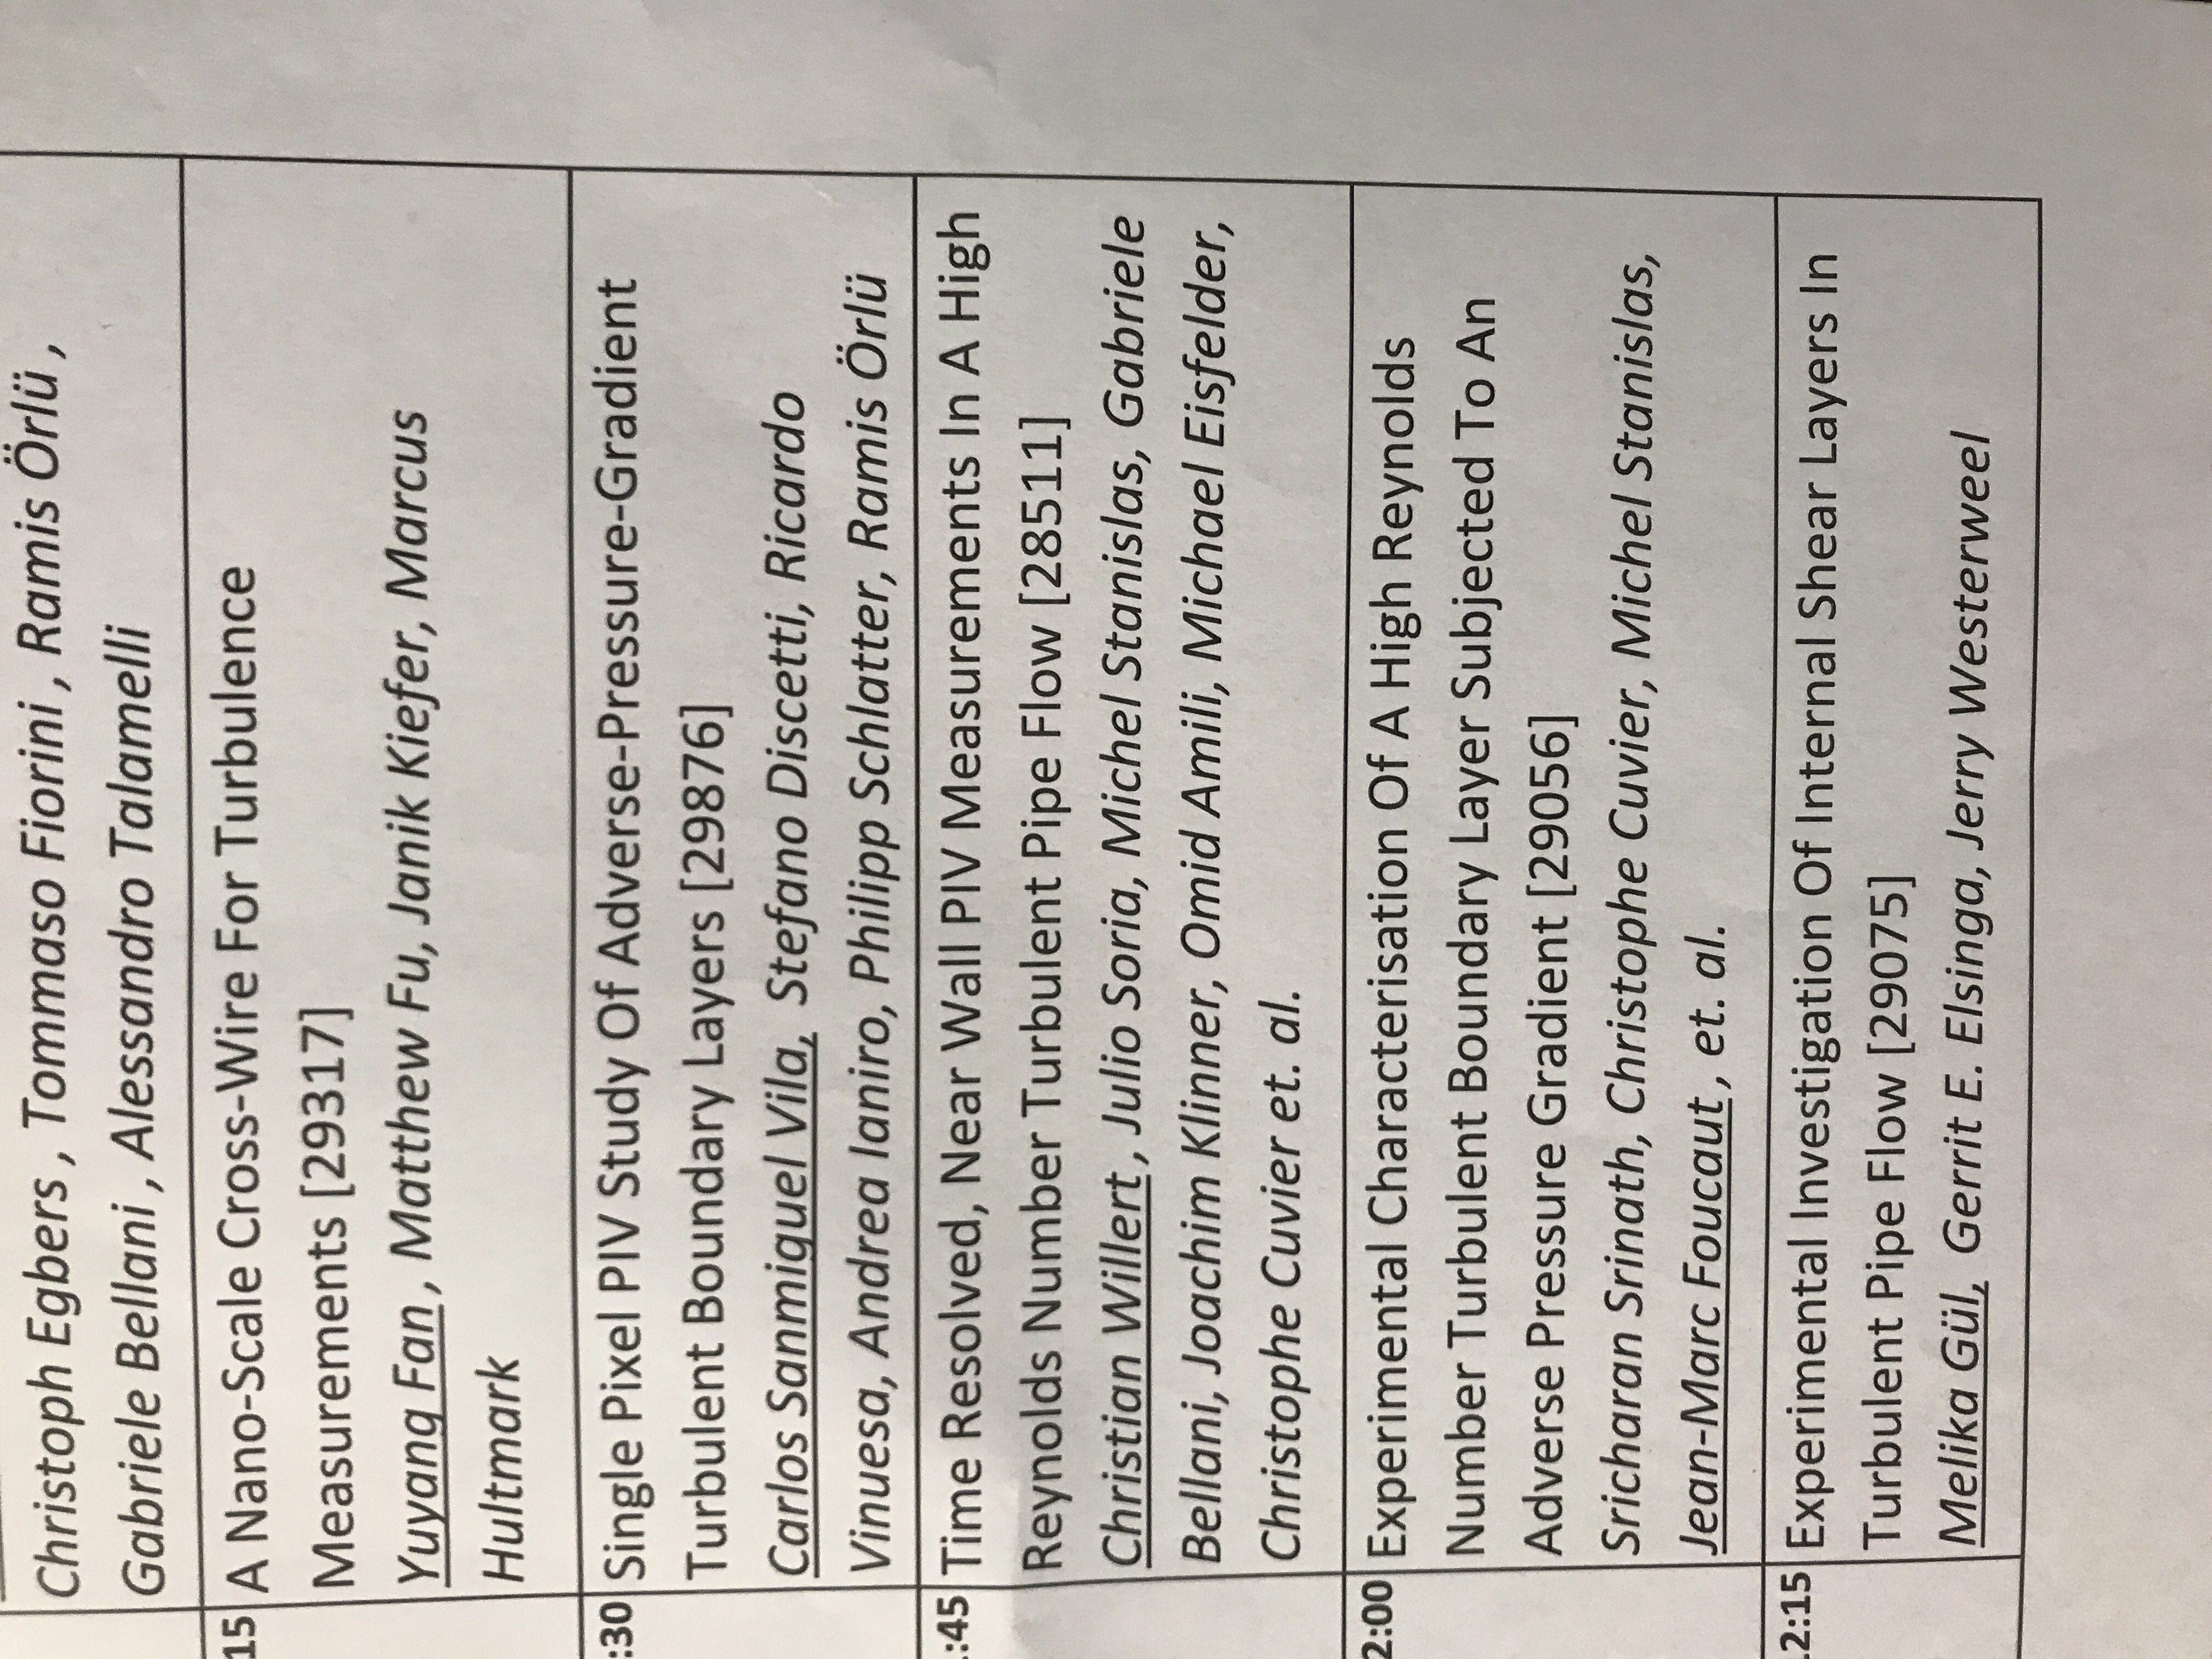 Christoph Egbers , Tommaso Fiorini , Ramis Örlü ,
Gabriele Bellani , Alessandro Talamelli
15 A Nano-Scale Cross-Wire For Turbulence
Measurements [29317]
Yuyang Fan , Matthew Fu, Janik Kiefer, Marcus
Hultmark
:30 Single Pixel PIV Study Of Adverse-Pressure-Gradient
Turbulent Boundary Layers [29876]
Carlos Sanmiguel Vila, Stefano Discetti, Ricardo
Vinuesa, Andrea Ianiro, Philipp Schlatter, Ramis Örlü
:45 Time Resolved, Near Wall PIV Measurements In A High
Reynolds Number Turbulent Pipe Flow [28511]
Christian Willert , Julio Soria, Michel Stanislas, Gabriele
Bellani, Joachim Klinner, Omid Amili, Michael Eisfelder,
Christophe Cuvier et. al.
2:00 Experimental Characterisation Of A High Reynolds
Number Turbulent Boundary Layer Subjected To An
Adverse Pressure Gradient [29056]
Sricharan Srinath, Christophe Cuvier, Michel Stanislas,
Jean-Marc Foucaut , et. al.
12:15 Experimental Investigation Of Internal Shear Layers In
Turbulent Pipe Flow [29075]
Melika Gül, Gerrit E. Elsinga, Jerry Westerweel